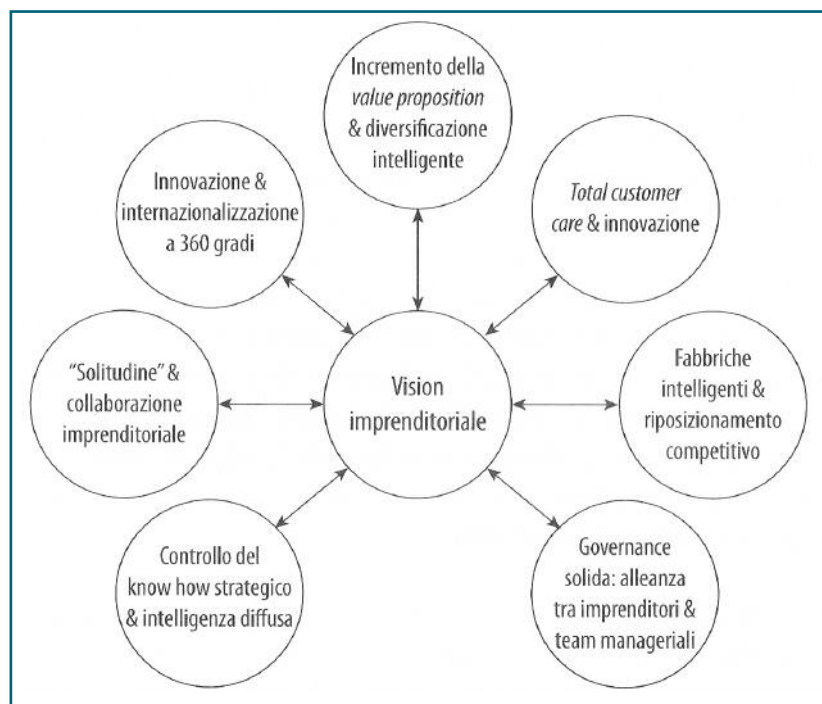 Incremento della
value proposition
& diversificazione
intelligente
Innovazione &
internazionalizzazione
a 360 gradi
Total customer
care & innovazione
"Solitudine" &
collaborazione
imprenditoriale
Vision
imprenditoriale
Fabbriche
intelligenti &
riposizionamento
competitivo
Controllo del
know how strategico
& intelligenza diffusa
Governance
solida: alleanza
tra imprenditori &
team manageriali